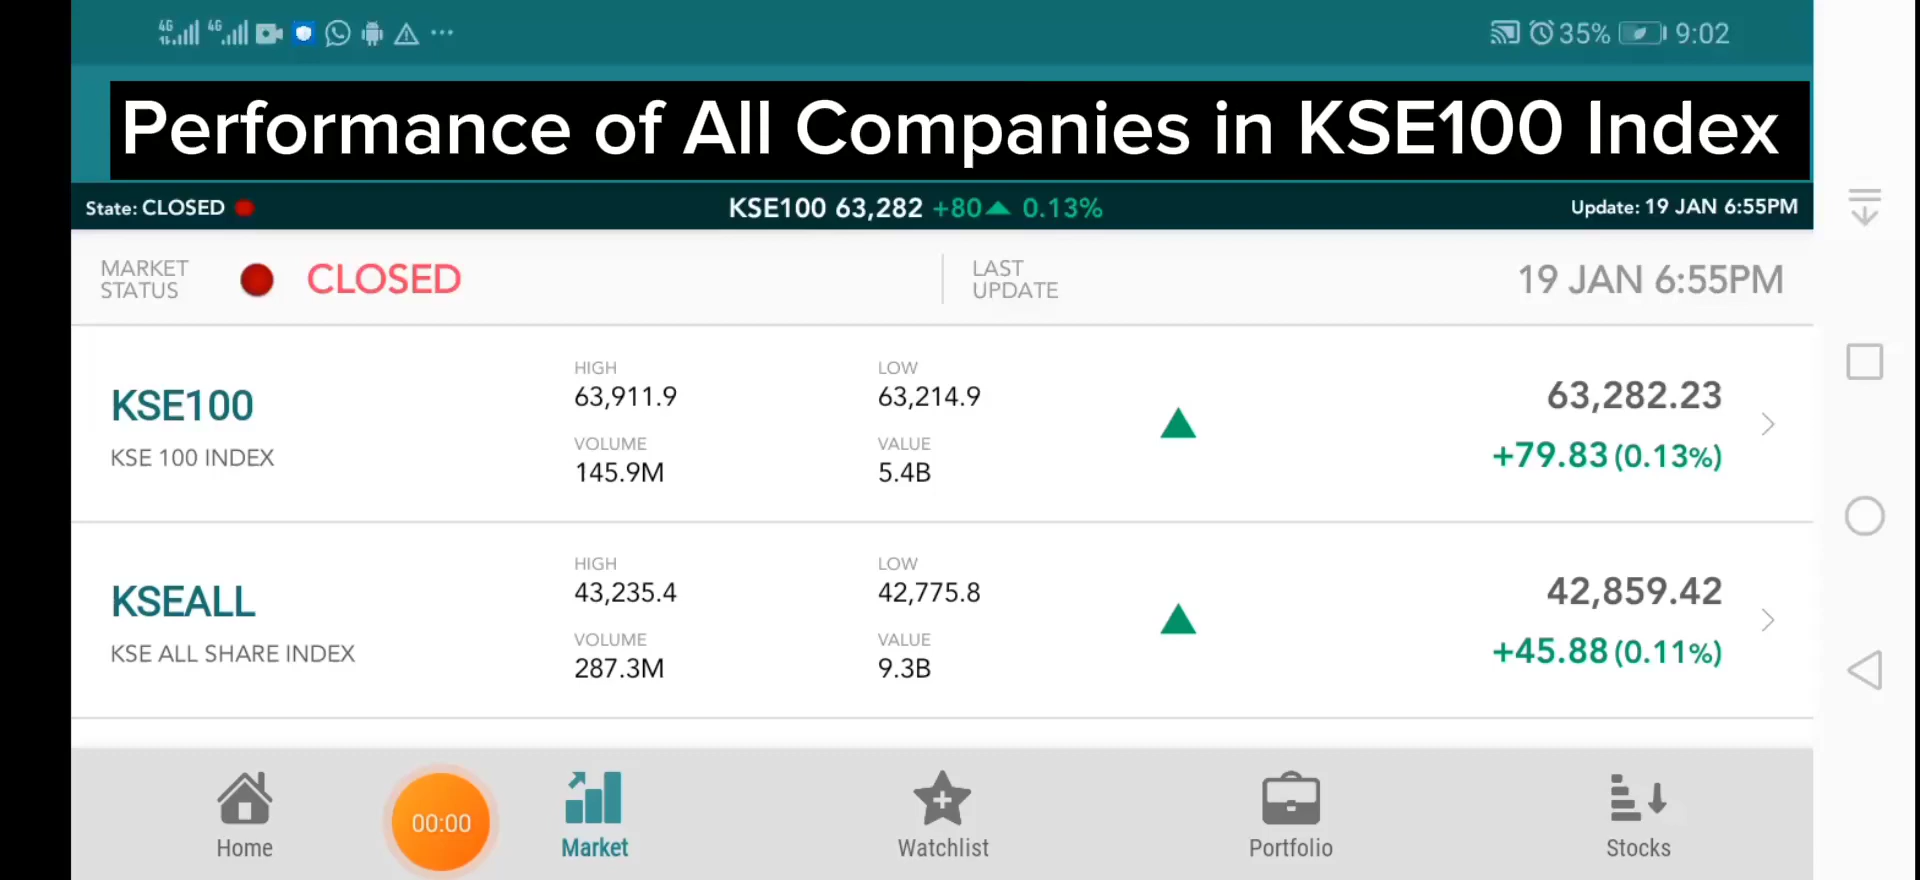 4G 4G 35% 9:02
Performance of All Companies in KSE100 Index
State: CLOSED KSE100 63,282 +80 0.13% Update: 19 JAN 6:55PM
MARKET STATUS CLOSED LAST UPDATE 19 JAN 6:55PM
KSE100
KSE 100 INDEX
HIGH
63,911.9
VOLUME
145.9M
LOW
63,214.9
VALUE
5.4B
63,282.23
+79.83 (0.13%)
KSEALL
KSE ALL SHARE INDEX
HIGH
43,235.4
VOLUME
287.3M
LOW
42,775.8
VALUE
9.3B
42,859.42
+45.88 (0.11%)
Home 00:00 Market Watchlist Portfolio Stocks